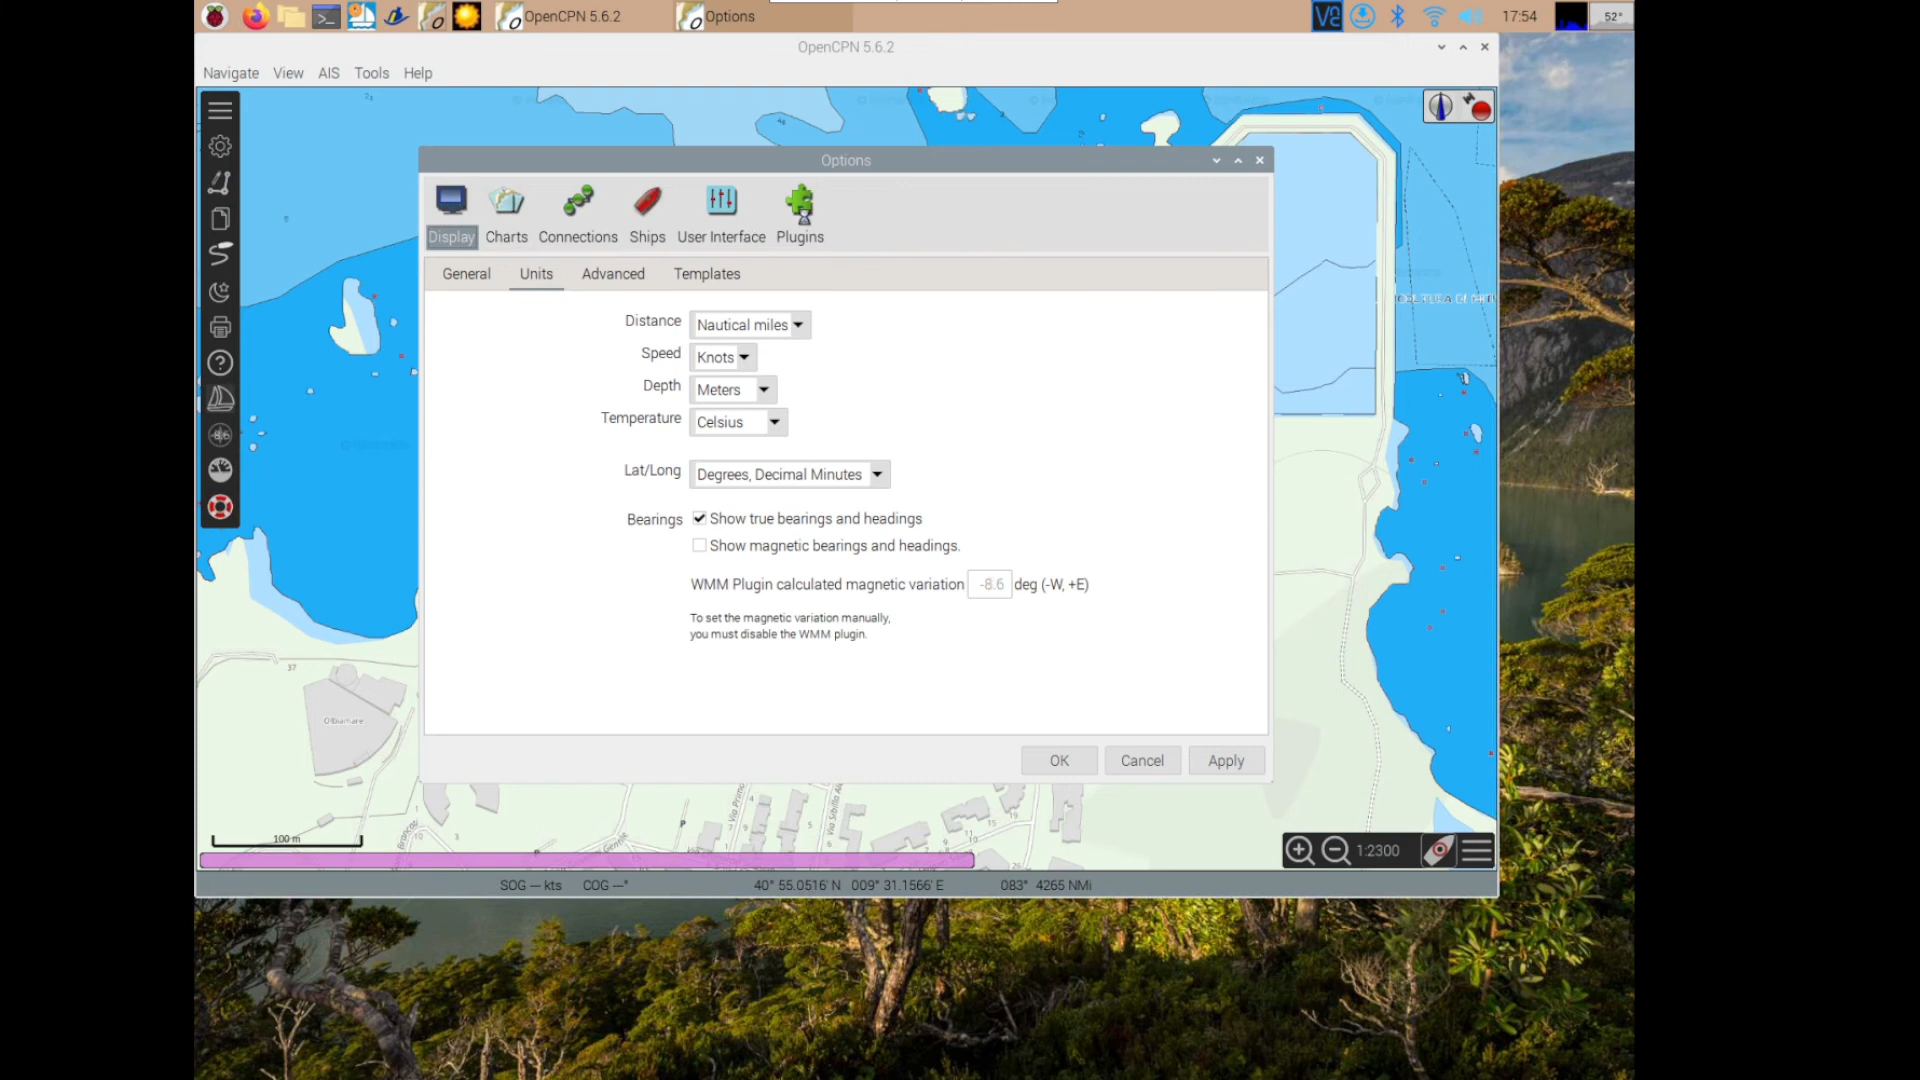 OpenCPN 5.6.2
Options
17:54
52°
OpenCPN 5.6.2
Navigate View AIS Tools Help
Options
Display Charts Connections Ships User Interface Plugins
General Units Advanced Templates
Distance Nautical miles
Speed Knots
Depth Meters
Temperature Celsius
Lat/Long Degrees, Decimal Minutes
Bearings Show true bearings and headings
Show magnetic bearings and headings.
WMM Plugin calculated magnetic variation -8.6 deg (-W, +E)
To set the magnetic variation manually,
you must disable the WMM plugin.
OK Cancel Apply
37
Olbiamare
100 m
1:2300
SOG --- kts COG ---° 40° 55.0516' N 009° 31.1566' E 083° 4265 NMi